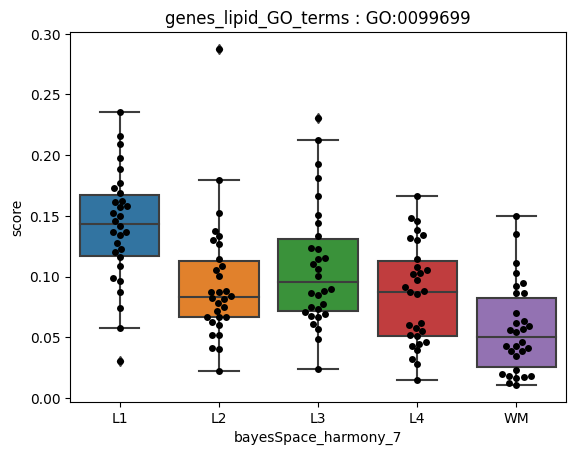 genes_lipid_GO_terms : GO:0099699
0.30
0.25
0.20
0.15
0.10
0.05
0.00
score
L1 L2 L3 L4 WM
bayesSpace_harmony_7